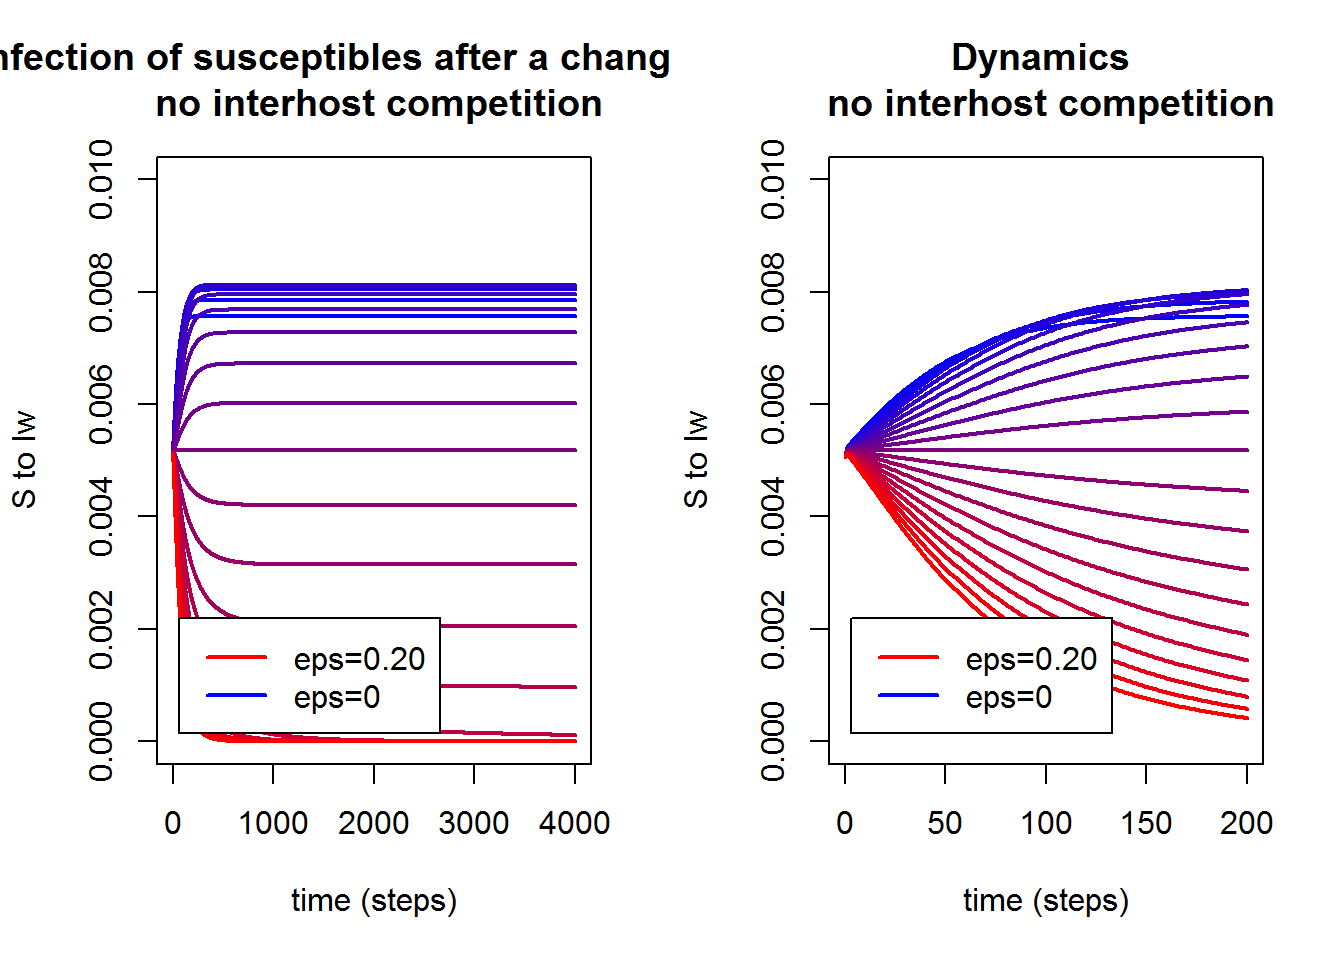 nfection of susceptibles after a chang
no interhost competition
S to Iw
0.000
0.002
0.004
0.006
0.008
0.010
eps=0.20
eps=0
0
1000
2000
3000
4000
time (steps)
Dynamics
no interhost competition
S to Iw
0.000
0.002
0.004
0.006
0.008
0.010
eps=0.20
eps=0
0
50
100
150
200
time (steps)